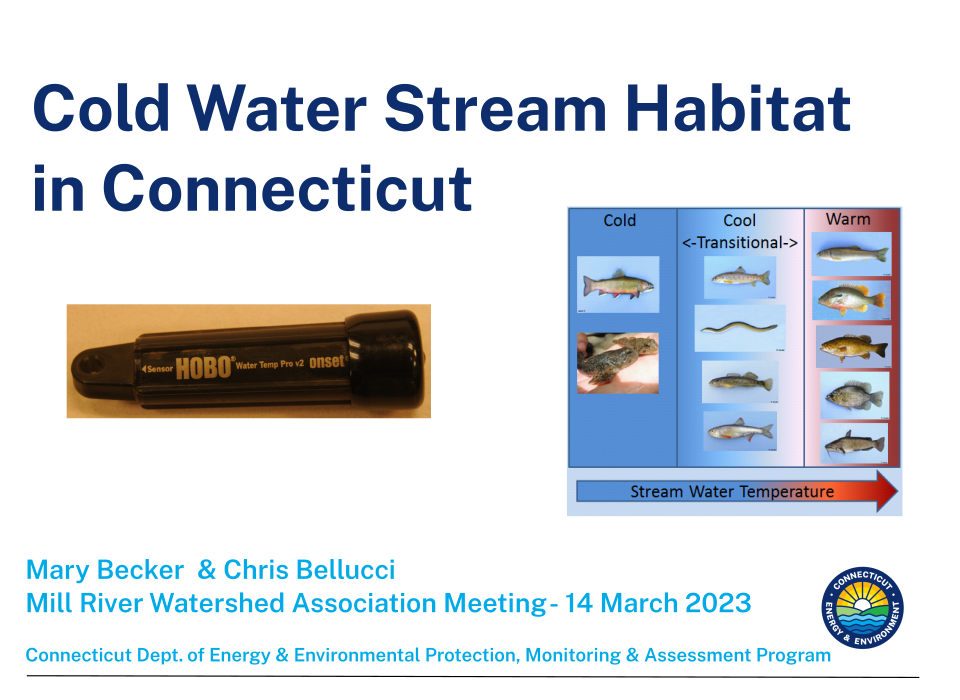 Cold Water Stream Habitat
in Connecticut
Cold
Cool
<-Transitional->
Warm
Sensor HOBO® Water Temp Pro v2 onset
Stream Water Temperature
Mary Becker & Chris Bellucci
Mill River Watershed Association Meeting- 14 March 2023
CONNECTICUT
ENERGY & ENVIRONMENT
Connecticut Dept. of Energy & Environmental Protection, Monitoring & Assessment Program